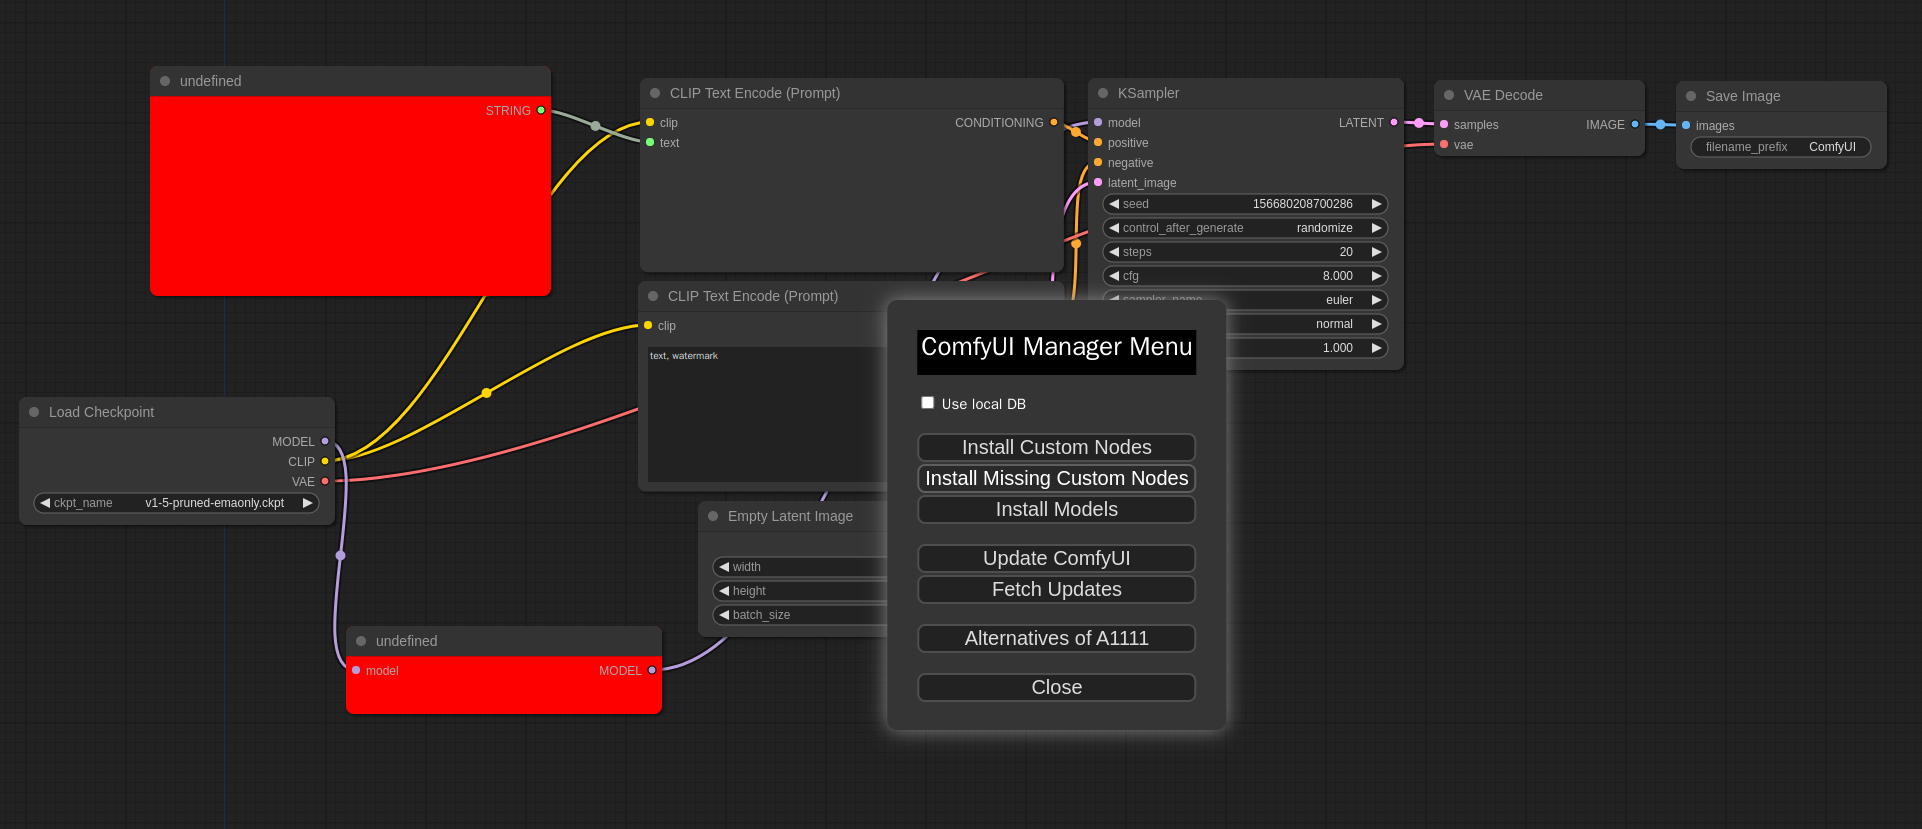 undefined
STRING
CLIP Text Encode (Prompt)
clip
CONDITIONING
text
KSampler
model
LATENT
positive
negative
latent_image
seed 156680208700286
control_after_generate randomize
steps 20
cfg 8.000
sampler_name euler
normal
1.000
VAE Decode
samples
IMAGE
vae
Save Image
images
filename_prefix ComfyUI
CLIP Text Encode (Prompt)
clip
text, watermark
Load Checkpoint
MODEL
CLIP
VAE
ckpt_name v1-5-pruned-emaonly.ckpt
Empty Latent Image
width
height
batch_size
undefined
model
MODEL
ComfyUI Manager Menu
Use local DB
Install Custom Nodes
Install Missing Custom Nodes
Install Models
Update ComfyUI
Fetch Updates
Alternatives of A1111
Close